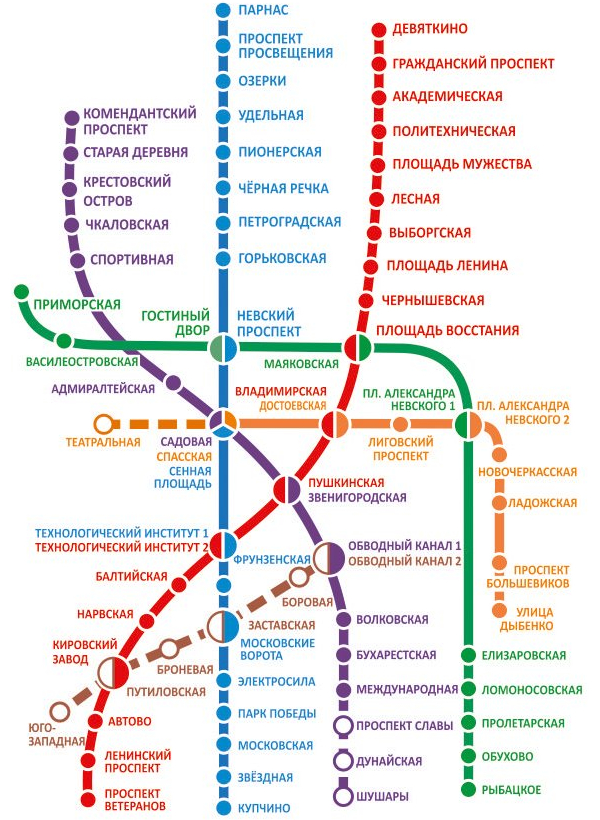 ПАРНАС
ПРОСПЕКТ
ПРОСВЕЩЕНИЯ
ОЗЕРКИ
УДЕЛЬНАЯ
ПИОНЕРСКАЯ
ЧЁРНАЯ РЕЧКА
ПЕТРОГРАДСКАЯ
ГОРЬКОВСКАЯ
НЕВСКИЙ
ПРОСПЕКТ
ДЕВЯТКИНО
ГРАЖДАНСКИЙ ПРОСПЕКТ
АКАДЕМИЧЕСКАЯ
ПОЛИТЕХНИЧЕСКАЯ
ПЛОЩАДЬ МУЖЕСТВА
ЛЕСНАЯ
ВЫБОРГСКАЯ
ПЛОЩАДЬ ЛЕНИНА
ЧЕРНЫШЕВСКАЯ
ПЛОЩАДЬ ВОССТАНИЯ
КОМЕНДАНТСКИЙ
ПРОСПЕКТ
СТАРАЯ ДЕРЕВНЯ
КРЕСТОВСКИЙ
ОСТРОВ
ЧКАЛОВСКАЯ
СПОРТИВНАЯ
ПРИМОРСКАЯ
ГОСТИНЫЙ
ДВОР
ВАСИЛЕОСТРОВСКАЯ
МАЯКОВСКАЯ
АДМИРАЛТЕЙСКАЯ
ВЛАДИМИРСКАЯ
ДОСТОЕВСКАЯ
ПЛ. АЛЕКСАНДРА
НЕВСКОГО 1
ПЛ. АЛЕКСАНДРА
НЕВСКОГО 2
ТЕАТРАЛЬНАЯ
САДОВАЯ
СПАССКАЯ
СЕННАЯ
ПЛОЩАДЬ
ЛИГОВСКИЙ
ПРОСПЕКТ
НОВОЧЕРКАССКАЯ
ПУШКИНСКАЯ
ЗВЕНИГОРОДСКАЯ
ЛАДОЖСКАЯ
ТЕХНОЛОГИЧЕСКИЙ ИНСТИТУТ 1
ТЕХНОЛОГИЧЕСКИЙ ИНСТИТУТ 2
ФРУНЗЕНСКАЯ
ОБВОДНЫЙ КАНАЛ 1
ОБВОДНЫЙ КАНАЛ 2
ПРОСПЕКТ
БОЛЬШЕВИКОВ
БАЛТИЙСКАЯ
БОРОВАЯ
УЛИЦА
ДЫБЕНКО
НАРВСКАЯ
ЗАСТАВСКАЯ
ВОЛКОВСКАЯ
КИРОВСКИЙ
ЗАВОД
МОСКОВСКИЕ
ВОРОТА
БУХАРЕСТСКАЯ
ЕЛИЗАРОВСКАЯ
БРОНЕВАЯ
ПУТИЛОВСКАЯ
ЭЛЕКТРОСИЛА
МЕЖДУНАРОДНАЯ
ЛОМОНОСОВСКАЯ
ЮГО-
ЗАПАДНАЯ
АВТОВО
ПАРК ПОБЕДЫ
ПРОСПЕКТ СЛАВЫ
ПРОЛЕТАРСКАЯ
ЛЕНИНСКИЙ
ПРОСПЕКТ
МОСКОВСКАЯ
ДУНАЙСКАЯ
ОБУХОВО
ЗВЁЗДНАЯ
ПРОСПЕКТ
ВЕТЕРАНОВ
КУПЧИНО
ШУШАРЫ
РЫБАЦКОЕ